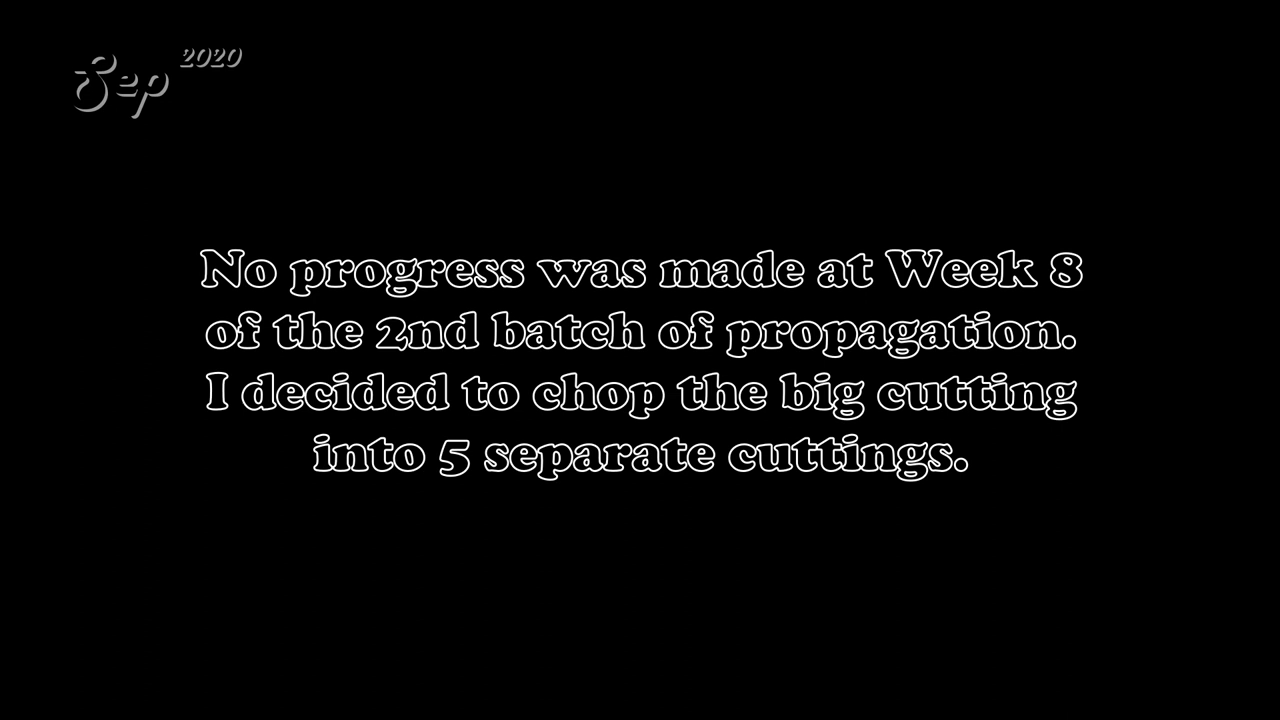 Sep 2020
No progress was made at Week 8
of the 2nd batch of propagation.
I decided to chop the big cutting
into 5 separate cuttings.